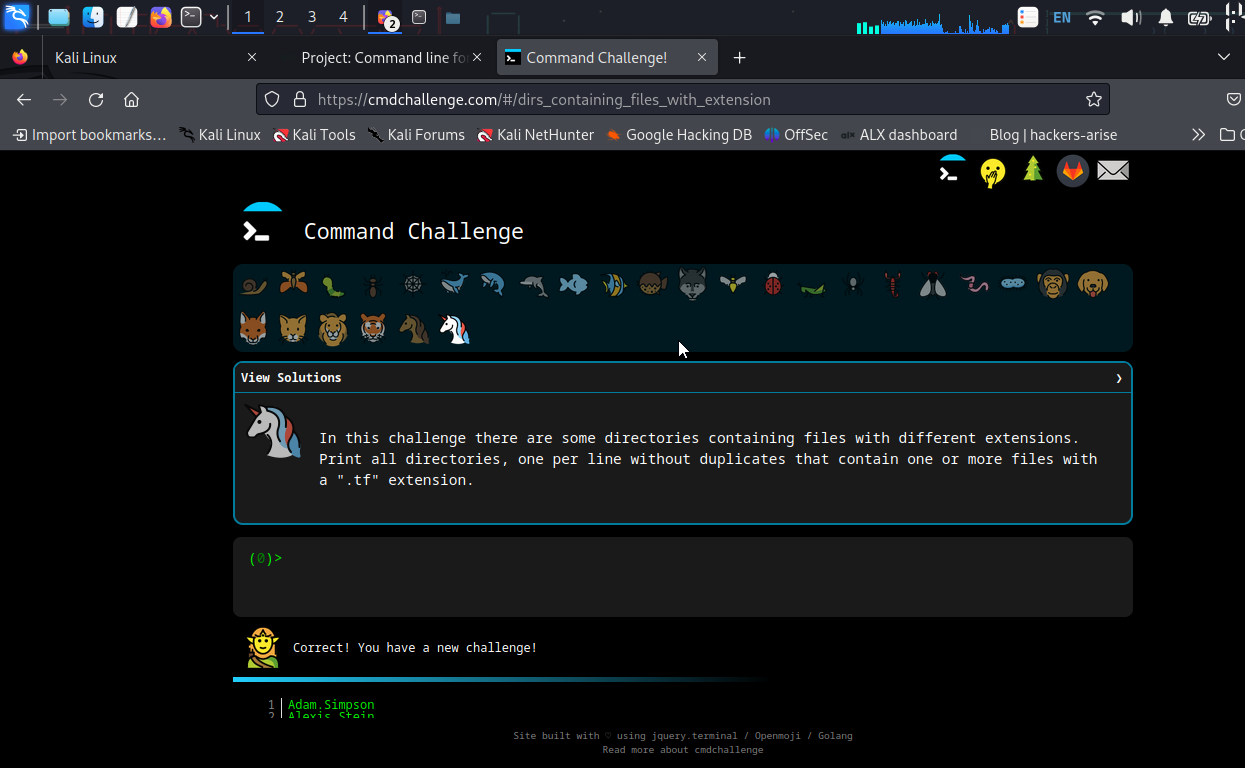 1 2 3 4 2 EN
Kali Linux Project: Command line fo Command Challenge!
https://cmdchallenge.com/#/dirs_containing_files_with_extension
Import bookmarks… Kali Linux Kali Tools Kali Forums Kali NetHunter Google Hacking DB OffSec alx ALX dashboard Blog | hackers-arise
Command Challenge
View Solutions
In this challenge there are some directories containing files with different extensions.
Print all directories, one per line without duplicates that contain one or more files with
a ".tf" extension.
(0)>
Correct! You have a new challenge!
1 Adam.Simpson
2 Alexis.Stein
Site built with ♡ using jquery.terminal / Openmoji / Golang
Read more about cmdchallenge